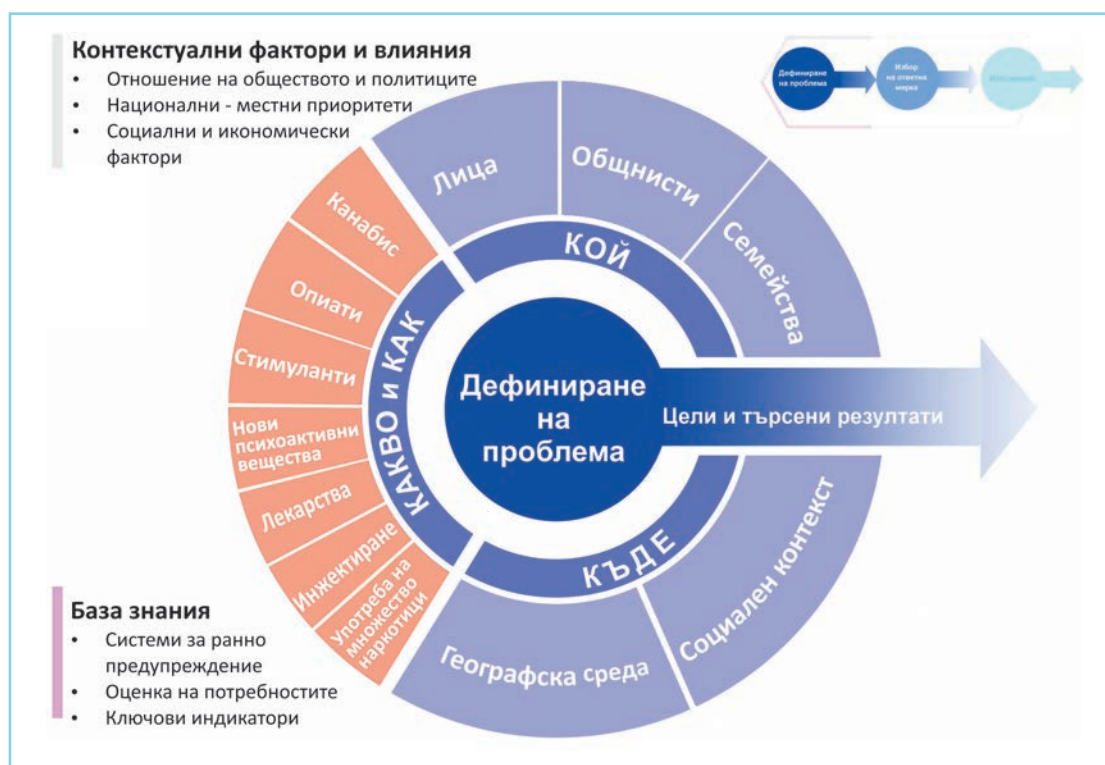 Контекстуални фактори и влияния
• Отношение на обществото и политиците
• Национални - местни приоритети
• Социални и икономически
фактори
Дефиниране
на проблема
Избор
на ответна
мярка
Лица
Общнисти
Семейства
КОЙ
Канабис
Опиати
Стимуланти
Нови
психоактивни
вещества
Лекарства
Инжектиране
Употреба на
множество
наркотици
КАКВО и КАК
Дефиниране
на
проблема
Цели и търсени резултати
КЪДЕ
Географска среда
Социален контекст
База знания
• Системи за ранно
предупреждение
• Оценка на потребностите
• Ключови индикатори